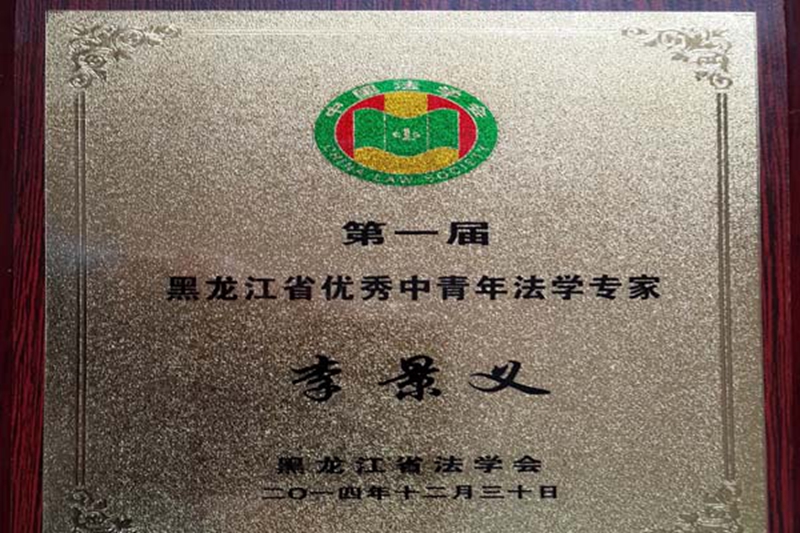 中国法学会
CHINA LAW SOCIETY
第一届
黑龙江省优秀中青年法学专家
李景义
黑龙江省法学会
二〇一四年十二月三十日